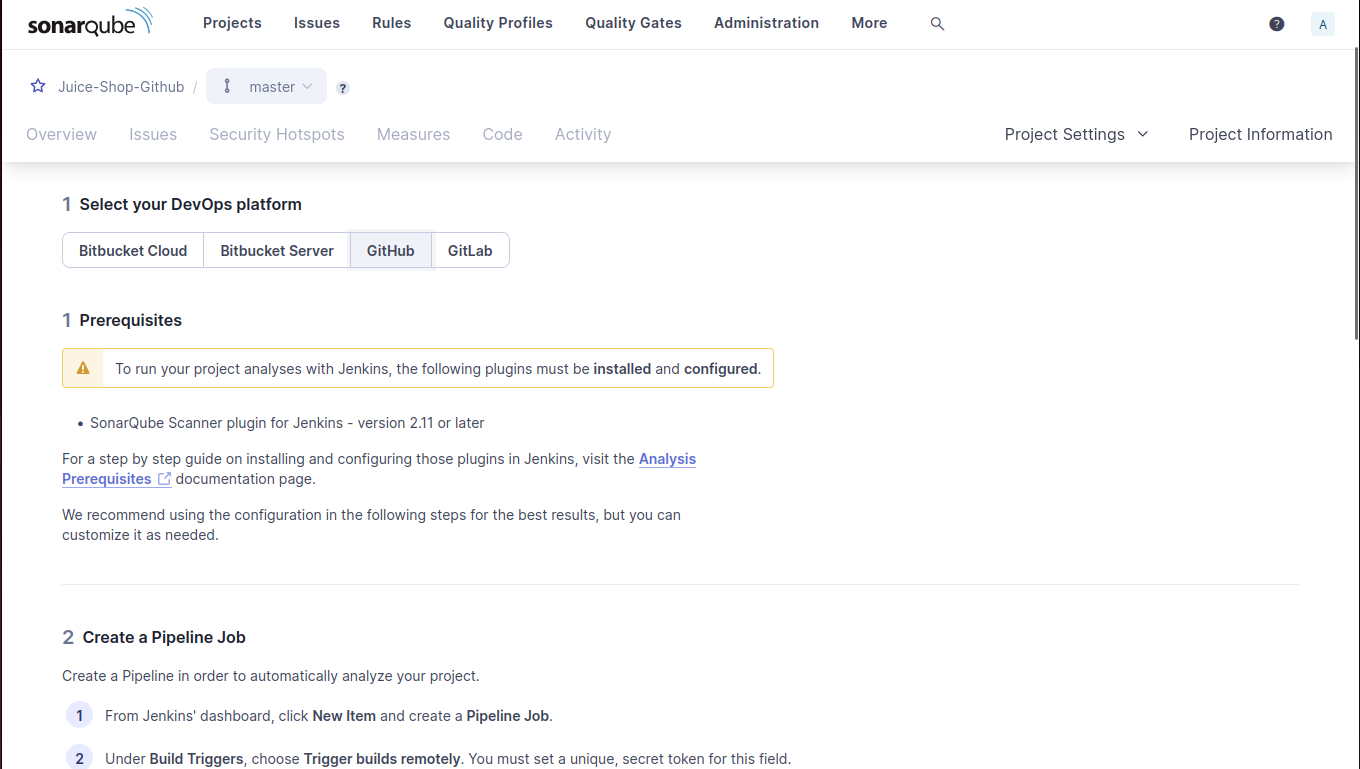 sonarqube Projects Issues Rules Quality Profiles Quality Gates Administration More ? A
Juice-Shop-Github / master ?
Overview Issues Security Hotspots Measures Code Activity Project Settings Project Information
1 Select your DevOps platform
Bitbucket Cloud Bitbucket Server GitHub GitLab
1 Prerequisites
To run your project analyses with Jenkins, the following plugins must be installed and configured.
• SonarQube Scanner plugin for Jenkins - version 2.11 or later
For a step by step guide on installing and configuring those plugins in Jenkins, visit the Analysis
Prerequisites documentation page.
We recommend using the configuration in the following steps for the best results, but you can
customize it as needed.
2 Create a Pipeline Job
Create a Pipeline in order to automatically analyze your project.
1 From Jenkins' dashboard, click New Item and create a Pipeline Job.
2 Under Build Triggers, choose Trigger builds remotely. You must set a unique, secret token for this field.